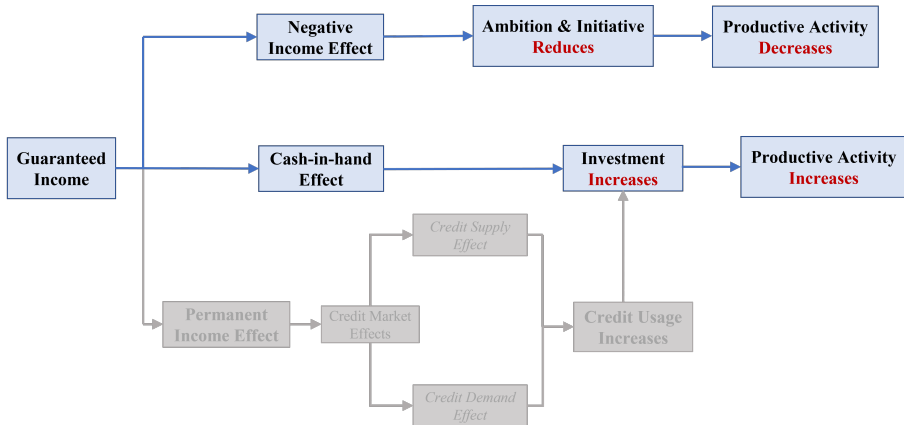 Negative
Income Effect
Ambition & Initiative
Reduces
Productive Activity
Decreases
Guaranteed
Income
Cash-in-hand
Effect
Investment
Increases
Productive Activity
Increases
Credit Supply
Effect
Permanent
Income Effect
Credit Market
Effects
Credit Usage
Increases
Credit Demand
Effect